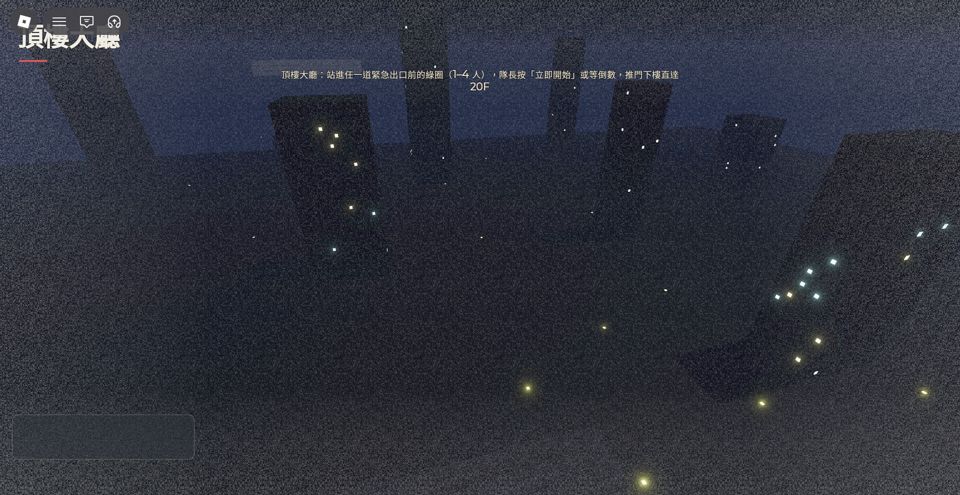 頂樓大廳
頂樓大廳：站進任一道緊急出口前的綠圈（1–4 人），隊長按「立即開始」或等倒數，推門下樓直達
20F